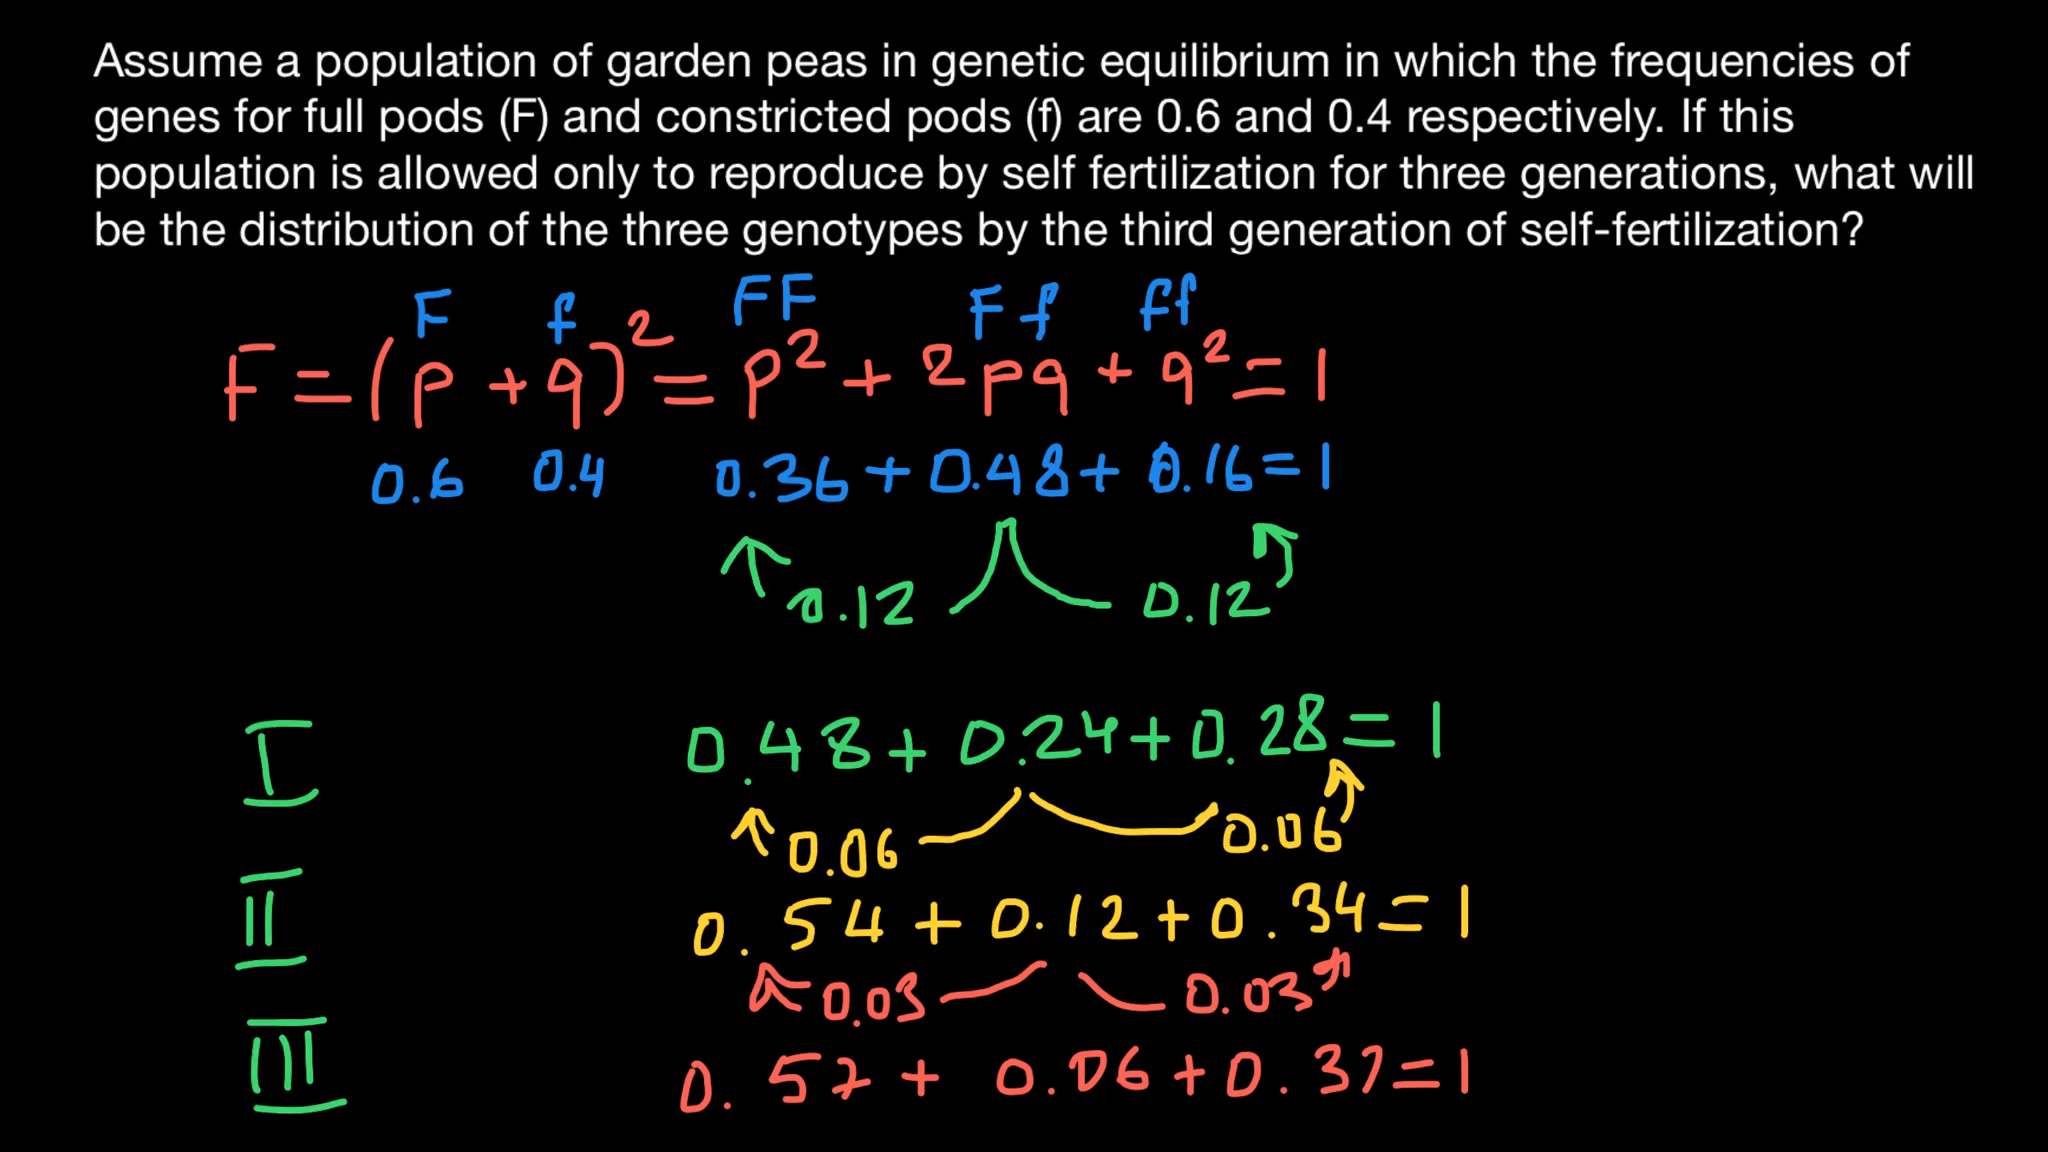 Assume a population of garden peas in genetic equilibrium in which the frequencies of
genes for full pods (F) and constricted pods (f) are 0.6 and 0.4 respectively. If this
population is allowed only to reproduce by self fertilization for three generations, what will
be the distribution of the three genotypes by the third generation of self-fertilization?
F f FF Ff ff
F = (p + q)² = p² + 2pq + q² = 1
0.6 0.4 0.36 + 0.48 + 0.16 = 1
0.12 0.12
I 0.48 + 0.24 + 0.28 = 1
0.06 0.06
II 0.54 + 0.12 + 0.34 = 1
0.03 0.03
III 0.57 + 0.06 + 0.37 = 1